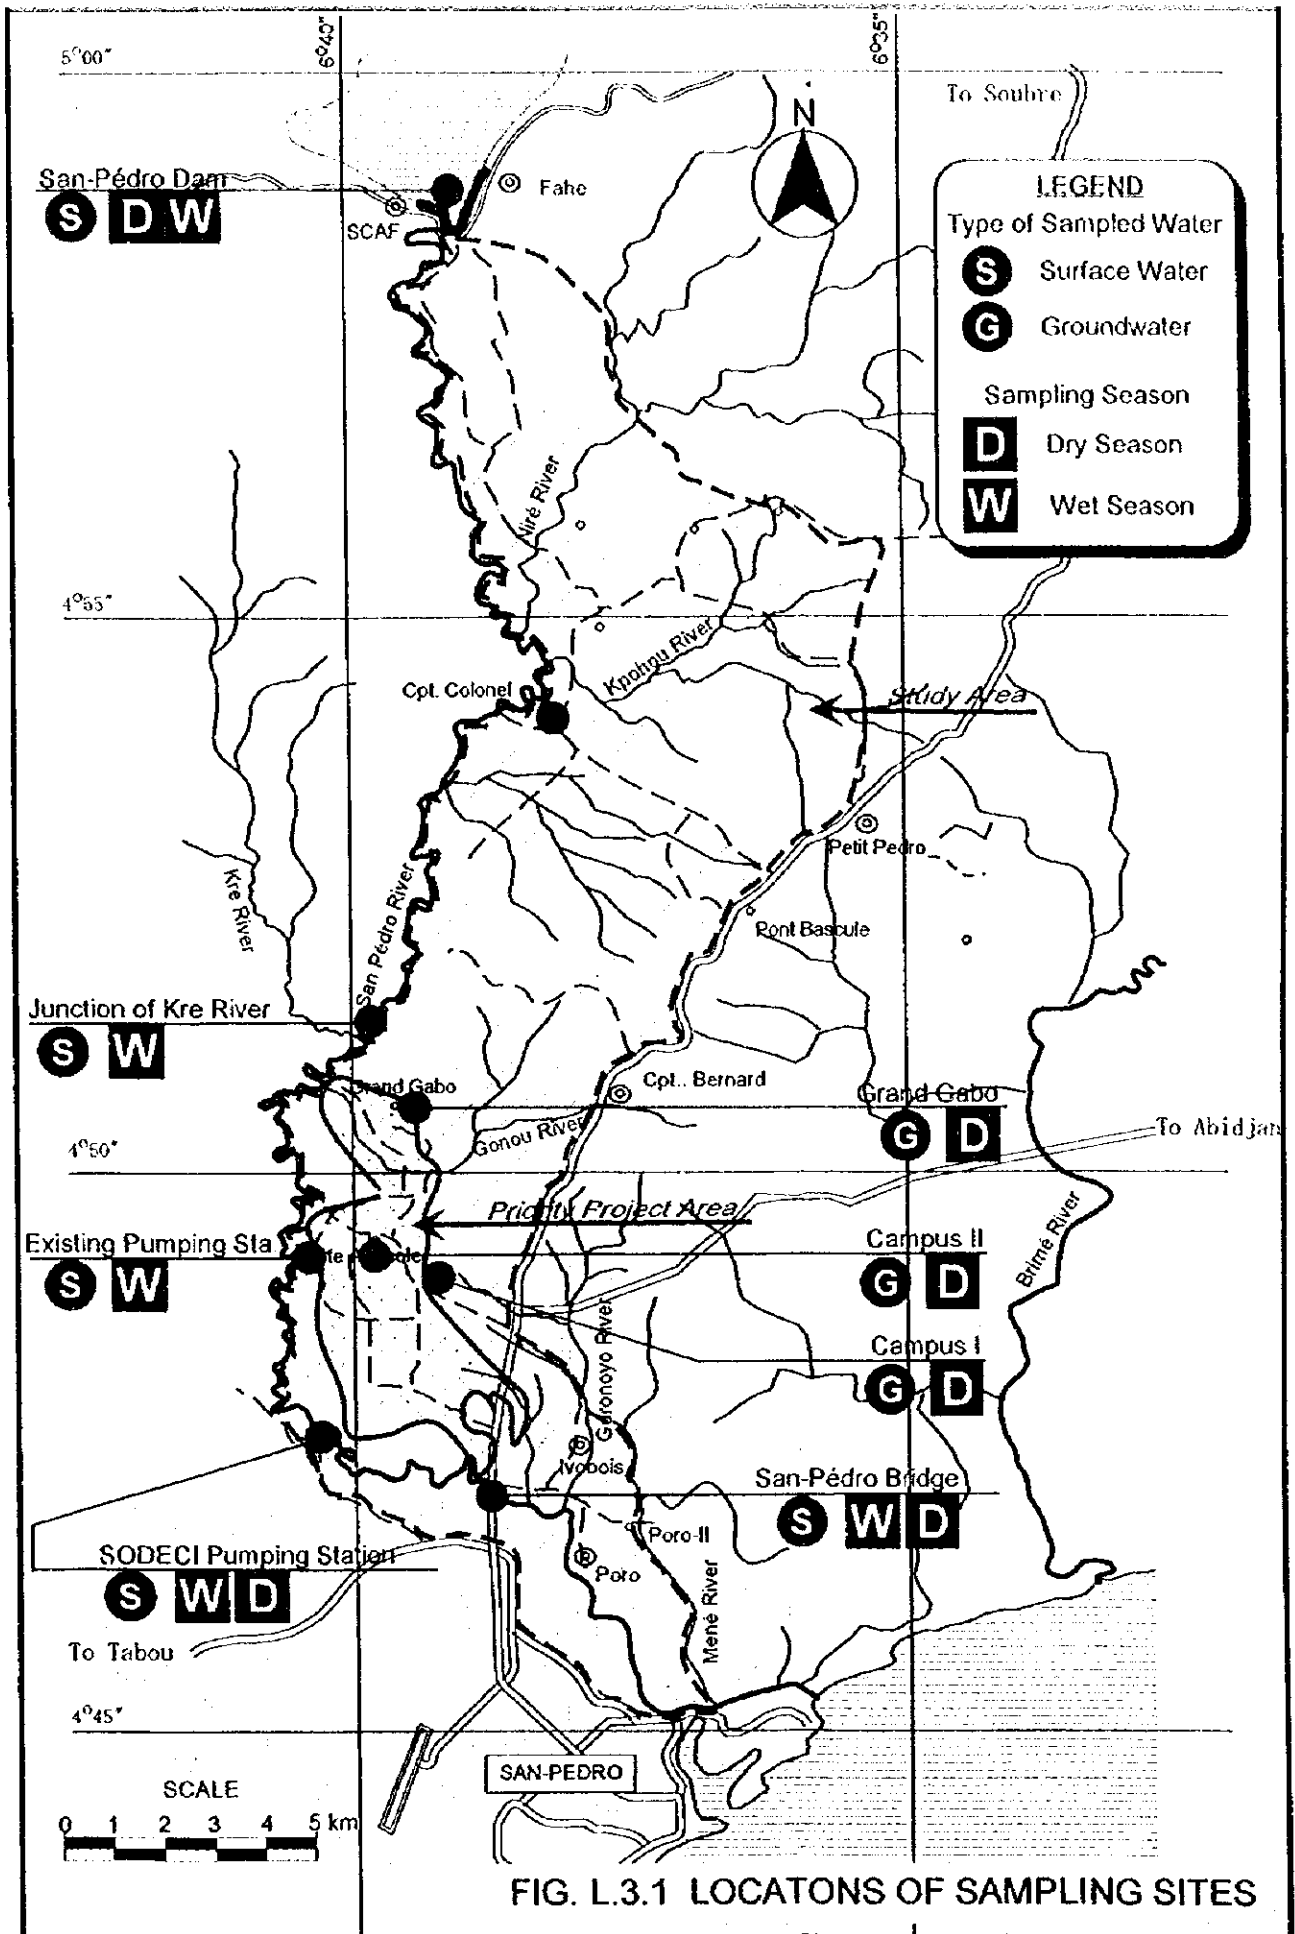 6°40"
6°35"
5°00"
To Soubre
N
San-Pédro Dam
S D W
SCAF
Fahe
LEGEND
Type of Sampled Water
S Surface Water
G Groundwater
Sampling Season
D Dry Season
W Wet Season
Niré River
4°55"
Kpohnu River
Cpt. Colonel
Study Area
Petit Pedro
Kre River
San Pédro River
Pont Bascule
Junction of Kre River
S W
Grand Gabo
Cpt.. Bernard
Grand Gabo
G D
Gonou River
To Abidjan
4°50"
Priority Project Area
Brimé River
Existing Pumping Sta.
S W
Campus II
G D
Campus I
G D
Goronoyo River
Ivobois
San-Pédro Bridge
S W D
Poro-II
Poro
SODECI Pumping Station
S W D
Mené River
To Tabou
4°45"
SAN-PEDRO
SCALE
0 1 2 3 4 5 km
FIG. L.3.1 LOCATONS OF SAMPLING SITES